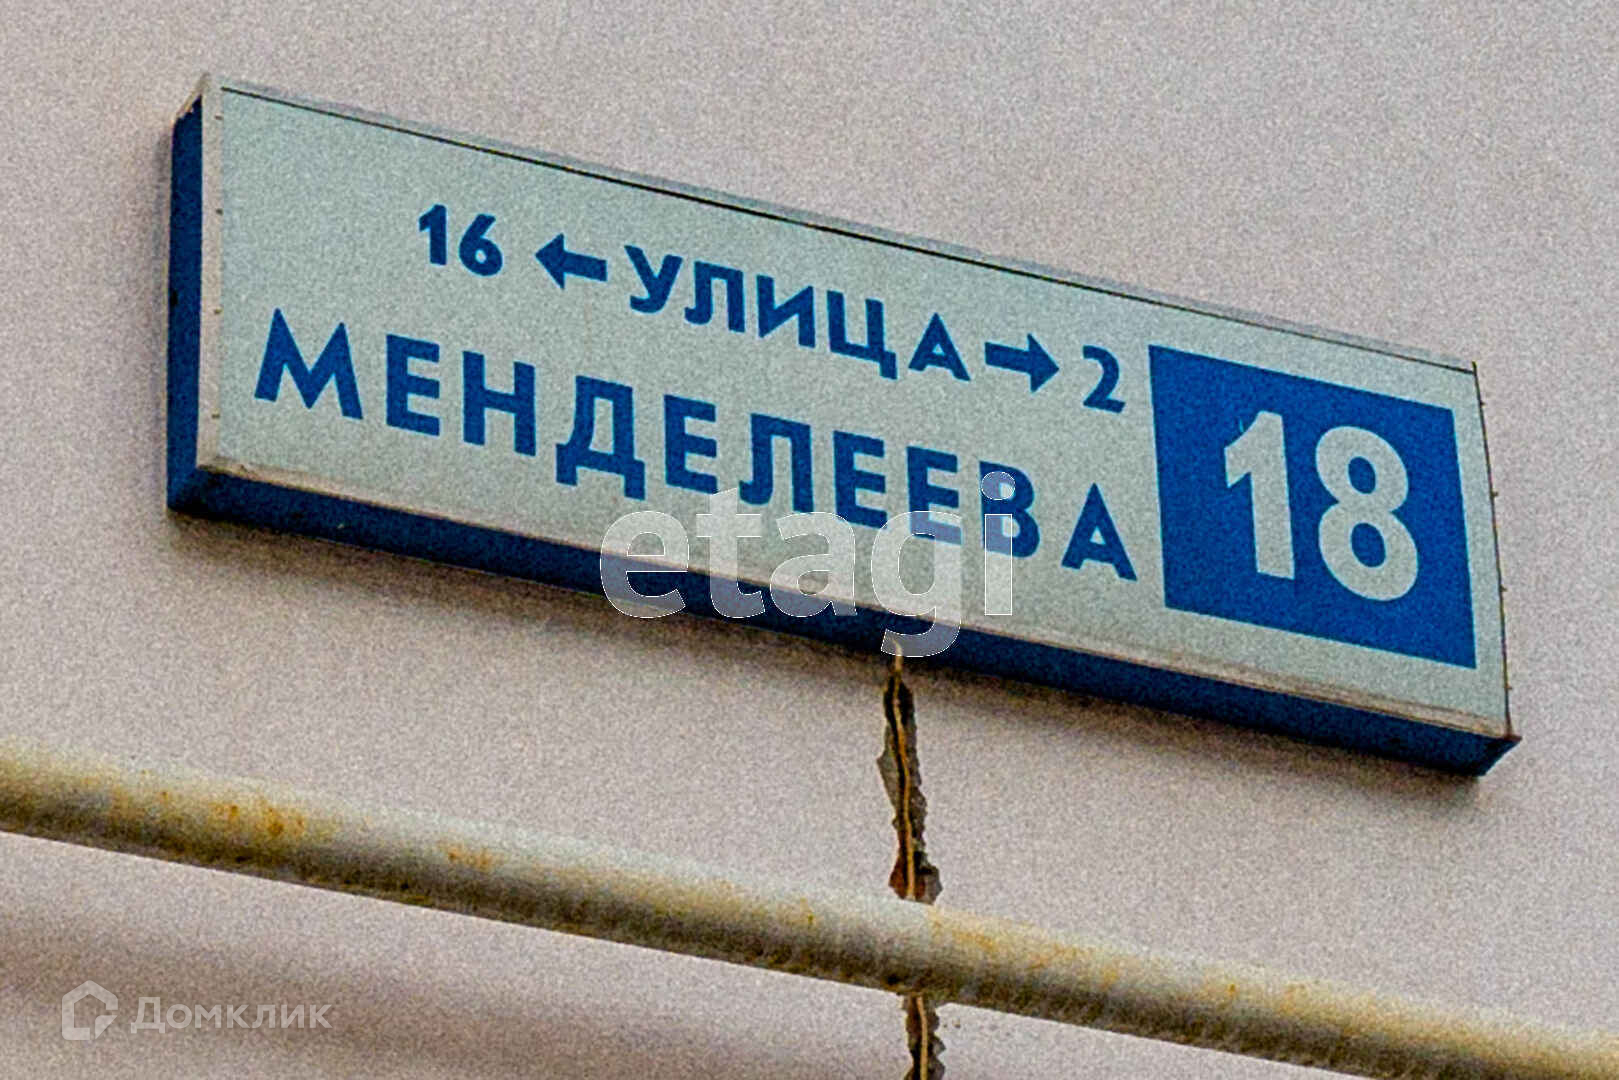 16 ← УЛИЦА → 2
МЕНДЕЛЕЕВА
18
etagi
Домклик